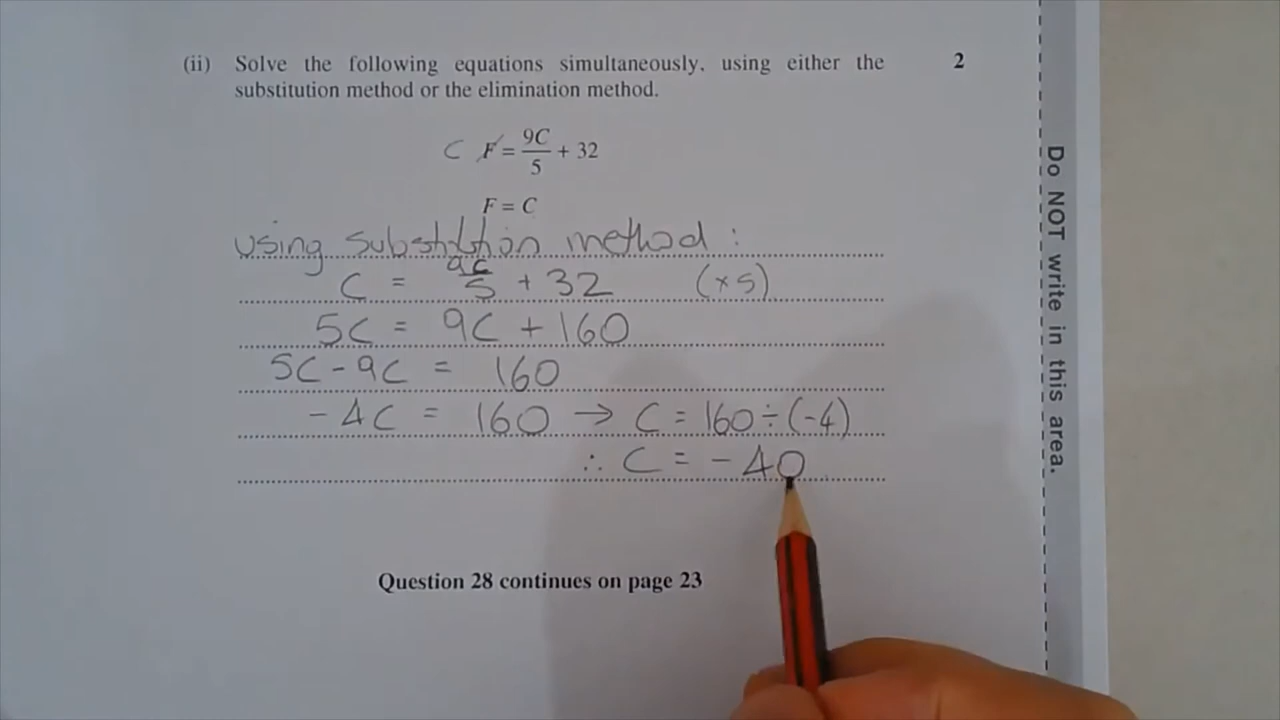 (ii) Solve the following equations simultaneously, using either the 2
substitution method or the elimination method.
C F = 9C/5 + 32
F = C
using substitution method :
C = 9C/5 + 32 (×5)
5C = 9C + 160
5C - 9C = 160
-4C = 160 → C = 160 ÷ (-4)
∴ C = -40
Question 28 continues on page 23
Do NOT write in this area.